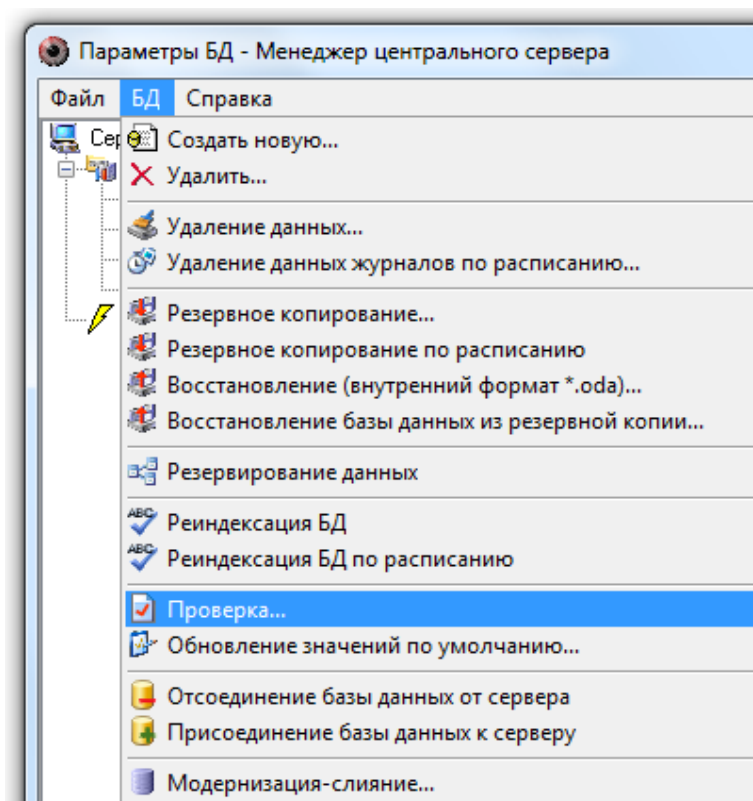 Параметры БД - Менеджер центрального сервера
Файл БД Справка
Сер
Создать новую...
Удалить...
Удаление данных...
Удаление данных журналов по расписанию...
Резервное копирование...
Резервное копирование по расписанию
Восстановление (внутренний формат *.oda)...
Восстановление базы данных из резервной копии...
Резервирование данных
ABC Реиндексация БД
ABC Реиндексация БД по расписанию
Проверка...
Обновление значений по умолчанию...
Отсоединение базы данных от сервера
Присоединение базы данных к серверу
Модернизация-слияние...